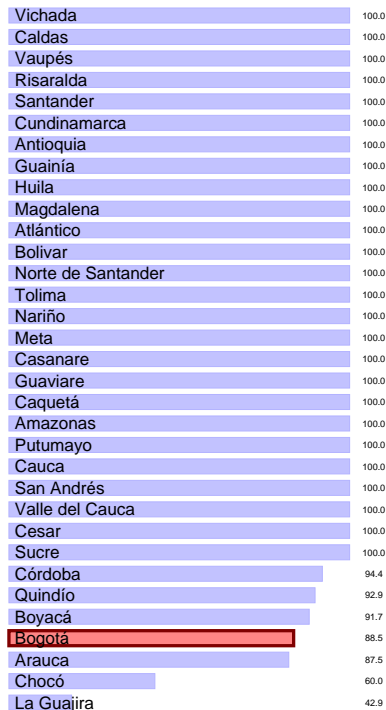 Vichada 100.0
Caldas 100.0
Vaupés 100.0
Risaralda 100.0
Santander 100.0
Cundinamarca 100.0
Antioquia 100.0
Guainía 100.0
Huila 100.0
Magdalena 100.0
Atlántico 100.0
Bolivar 100.0
Norte de Santander 100.0
Tolima 100.0
Nariño 100.0
Meta 100.0
Casanare 100.0
Guaviare 100.0
Caquetá 100.0
Amazonas 100.0
Putumayo 100.0
Cauca 100.0
San Andrés 100.0
Valle del Cauca 100.0
Cesar 100.0
Sucre 100.0
Córdoba 94.4
Quindío 92.9
Boyacá 91.7
Bogotá 88.5
Arauca 87.5
Chocó 60.0
La Guajira 42.9